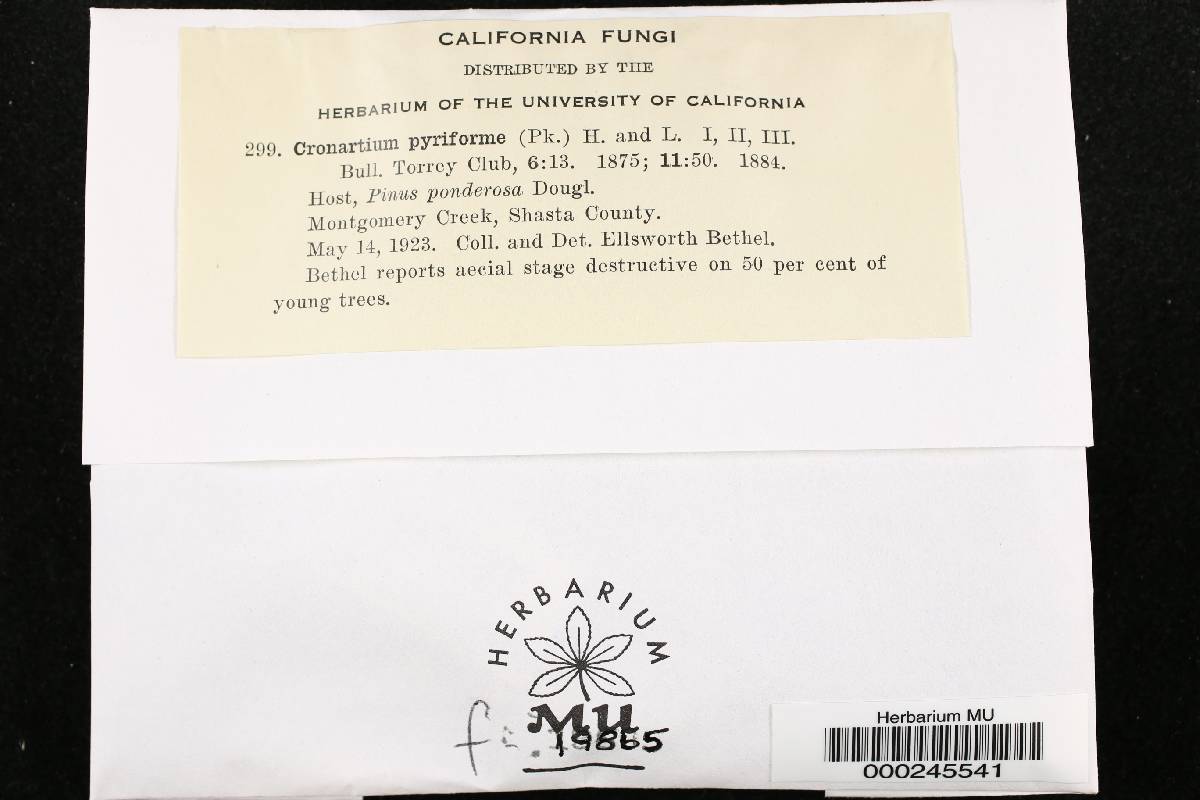 CALIFORNIA FUNGI
DISTRIBUTED BY THE
HERBARIUM OF THE UNIVERSITY OF CALIFORNIA
299. Cronartium pyriforme (Pk.) H. and L. I, II, III.
Bull. Torrey Club, 6:13. 1875; 11:50. 1884.
Host, Pinus ponderosa Dougl.
Montgomery Creek, Shasta County.
May 14, 1923. Coll. and Det. Ellsworth Bethel.
Bethel reports aecial stage destructive on 50 per cent of
young trees.
HERBARIUM
MU
f 19865
Herbarium MU
000245541